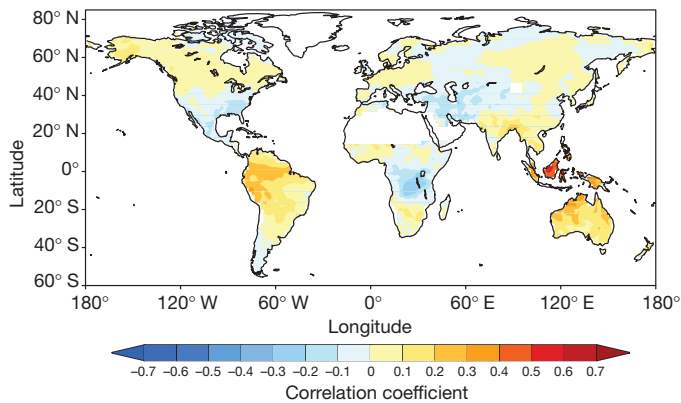 80° N
60° N
40° N
20° N
0°
20° S
40° S
60° S
Latitude
180° 120° W 60° W 0° 60° E 120° E 180°
Longitude
−0.7 −0.6 −0.5 −0.4 −0.3 −0.2 −0.1 0 0.1 0.2 0.3 0.4 0.5 0.6 0.7
Correlation coefficient